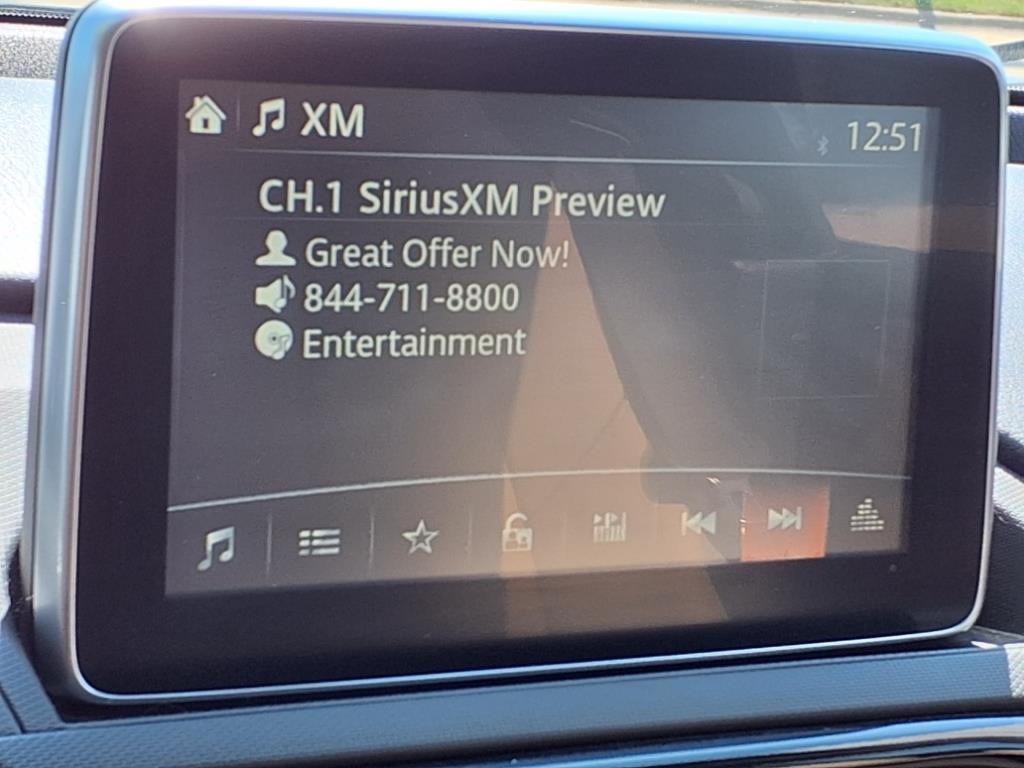 XM
12:51
CH.1 SiriusXM Preview
Great Offer Now!
844-711-8800
Entertainment